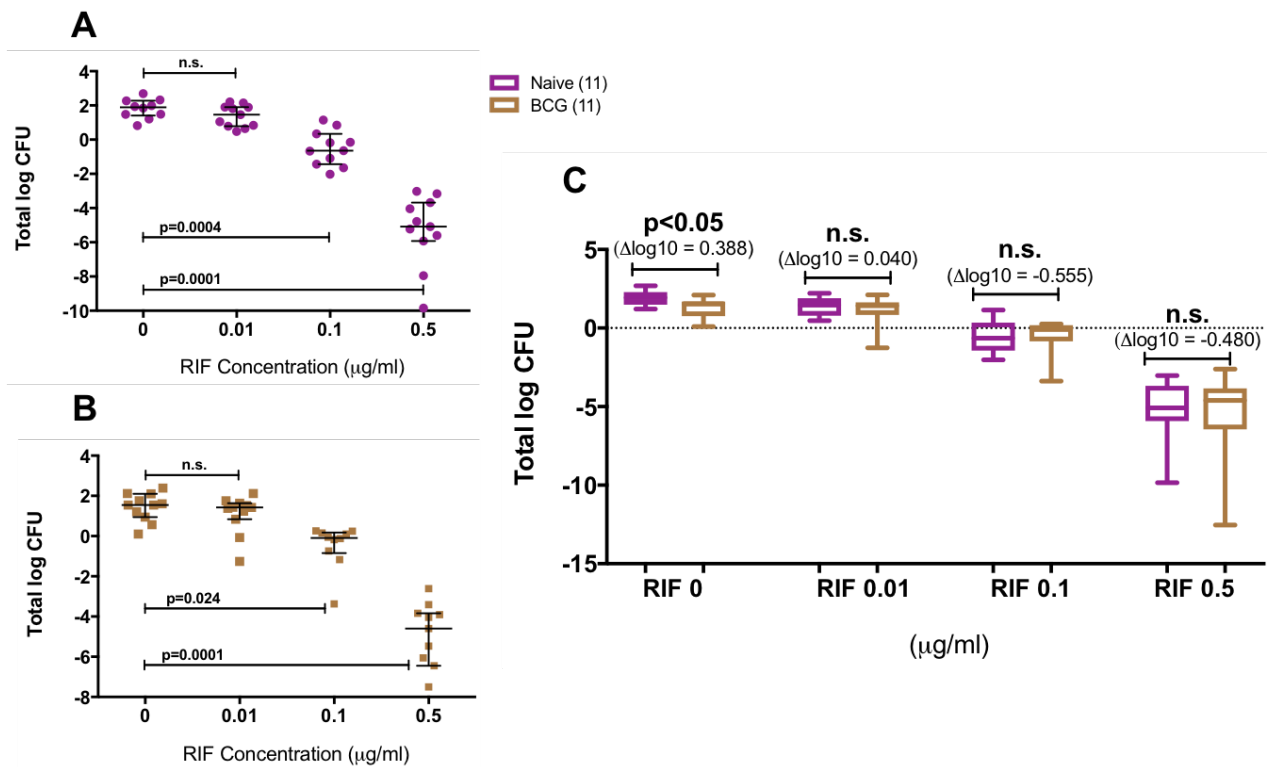 A
n.s.
4
2
0
-2
-4
-6
-8
-10
Total log CFU
p=0.0004
p=0.0001
0 0.01 0.1 0.5
RIF Concentration (μg/ml)
Naive (11)
BCG (11)
B
n.s.
4
2
0
-2
-4
-6
-8
Total log CFU
p=0.024
p=0.0001
0 0.01 0.1 0.5
RIF Concentration (μg/ml)
C
p<0.05
(Δlog10 = 0.388)
n.s.
(Δlog10 = 0.040)
n.s.
(Δlog10 = -0.555)
n.s.
(Δlog10 = -0.480)
5
0
-5
-10
-15
Total log CFU
RIF 0 RIF 0.01 RIF 0.1 RIF 0.5
(μg/ml)